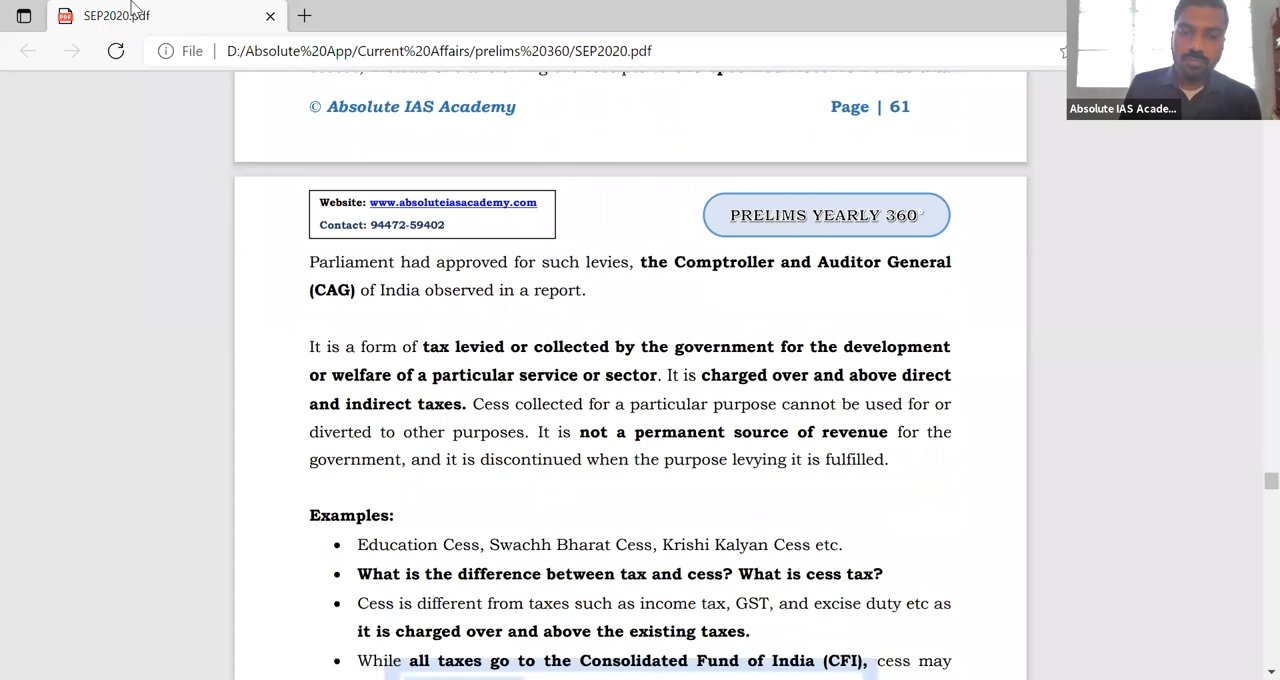 SEP2020.pdf
File
D:/Absolute%20App/Current%20Affairs/prelims%20360/SEP2020.pdf
Absolute IAS Acade...
© Absolute IAS Academy
Page | 61
Website: www.absoluteiasacademy.com
Contact: 94472-59402
PRELIMS YEARLY 360°
Parliament had approved for such levies, the Comptroller and Auditor General
(CAG) of India observed in a report.
It is a form of tax levied or collected by the government for the development
or welfare of a particular service or sector. It is charged over and above direct
and indirect taxes. Cess collected for a particular purpose cannot be used for or
diverted to other purposes. It is not a permanent source of revenue for the
government, and it is discontinued when the purpose levying it is fulfilled.
Examples:
• Education Cess, Swachh Bharat Cess, Krishi Kalyan Cess etc.
• What is the difference between tax and cess? What is cess tax?
• Cess is different from taxes such as income tax, GST, and excise duty etc as
it is charged over and above the existing taxes.
• While all taxes go to the Consolidated Fund of India (CFI), cess may